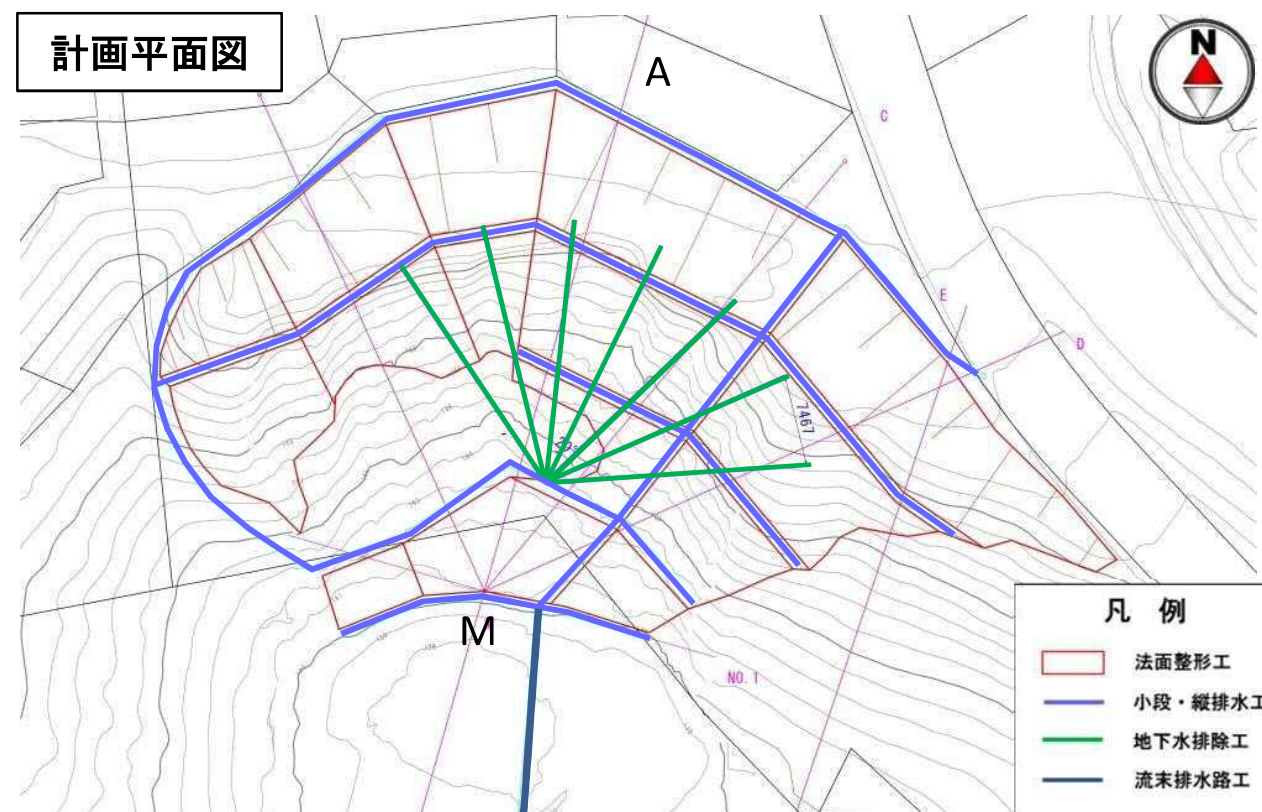 計画平面図
A
N
C
E
D
7467
M
NO.1
凡 例
法面整形工
小段・縦排水工
地下水排除工
流末排水路工